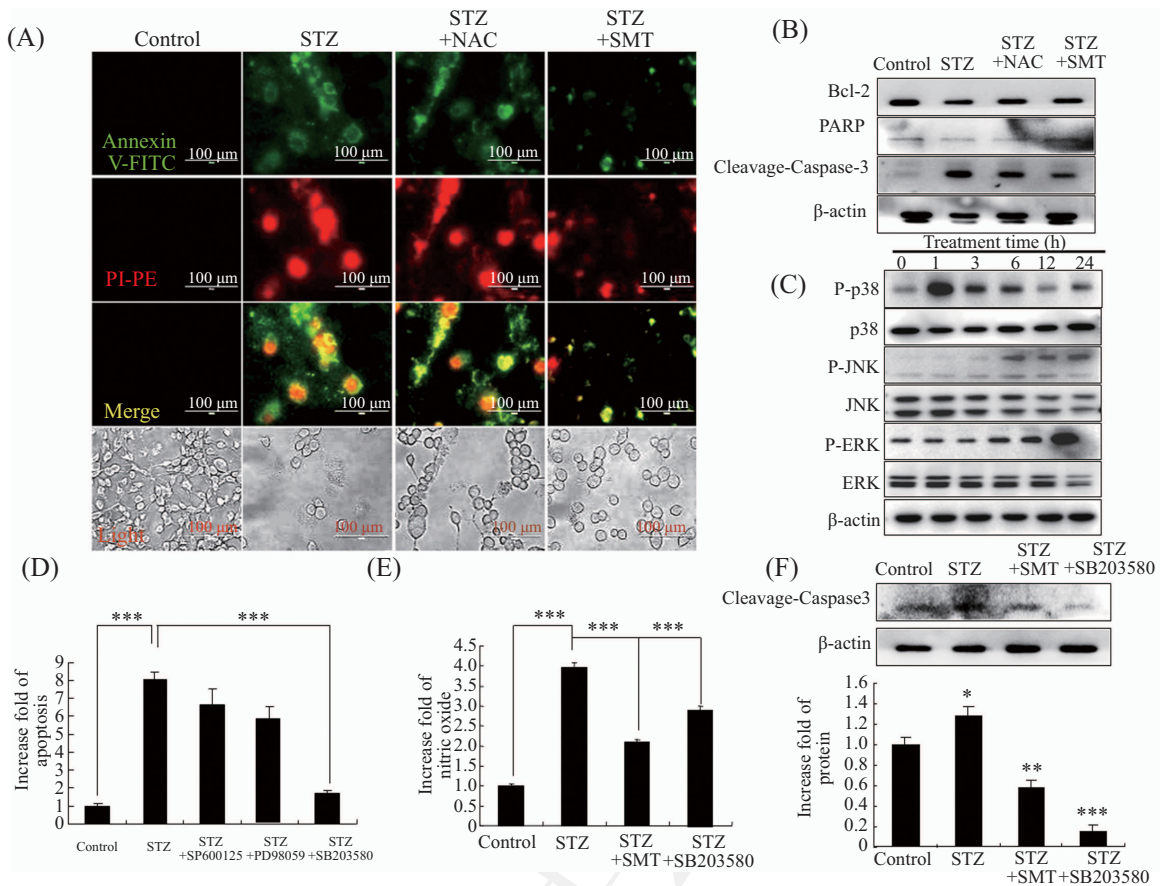 (A)
Control
STZ
STZ
+NAC
STZ
+SMT
Annexin
V-FITC
100 μm
100 μm
100 μm
100 μm
PI-PE
100 μm
100 μm
100 μm
100 μm
Merge
100 μm
100 μm
100 μm
100 μm
Light
100 μm
100 μm
100 μm
100 μm
(B)
Control
STZ
STZ
+NAC
STZ
+SMT
Bcl-2
PARP
Cleavage-Caspase-3
β-actin
(C)
Treatment time (h)
0 1 3 6 12 24
P-p38
p38
P-JNK
JNK
P-ERK
ERK
β-actin
(D)
***
***
Increase fold of
apoptosis
9
8
6
4
2
1
0
Control
STZ
STZ
+SP600125
STZ
+PD98059
STZ
+SB203580
(E)
***
***
***
Increase fold of
nitric oxide
4.5
4.0
3.5
3.0
2.5
2.0
1.5
1.0
0.5
0.0
Control
STZ
STZ
+SMT
STZ
+SB203580
(F)
Control
STZ
STZ
+SMT
STZ
+SB203580
Cleavage-Caspase3
β-actin
Increase fold of
protein
1.6
1.4
1.2
1.0
0.8
0.6
0.4
0.2
0
*
**
***
Control
STZ
STZ
+SMT
STZ
+SB203580